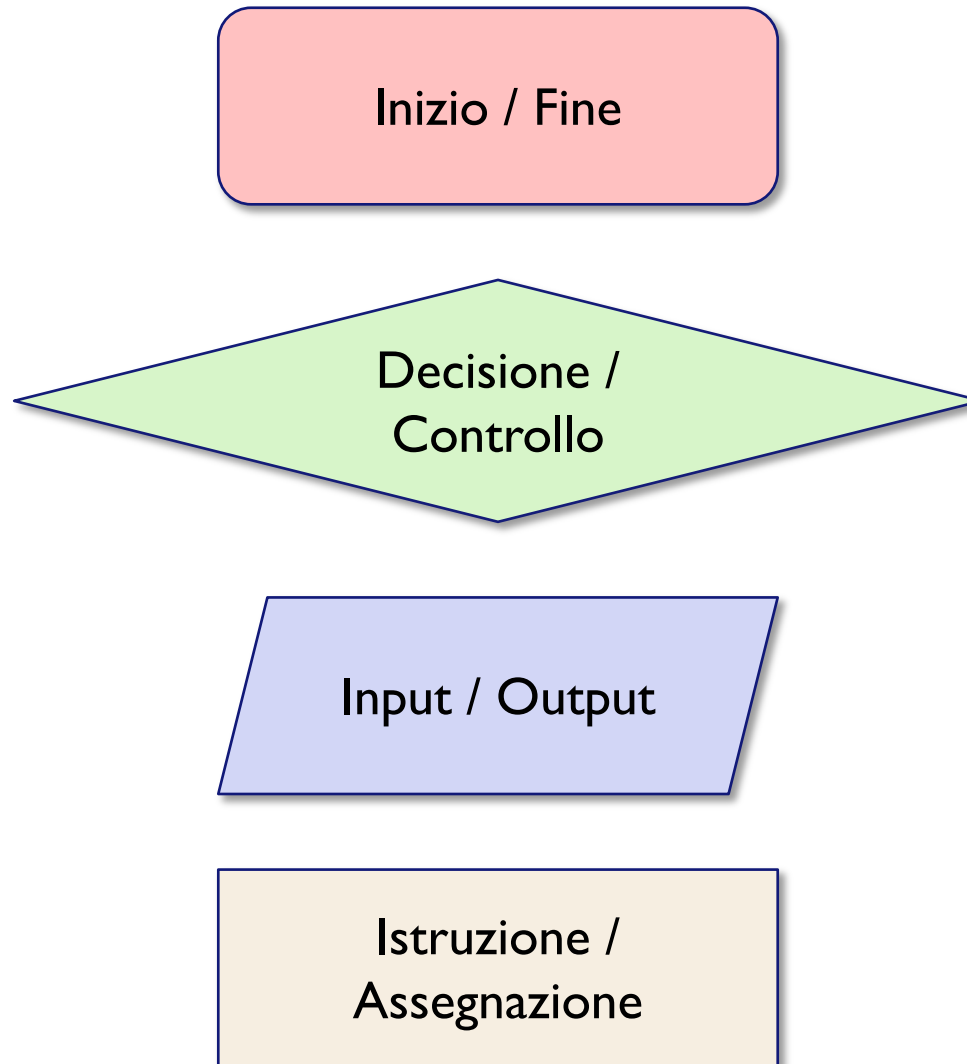 Inizio / Fine
Decisione /
Controllo
Input / Output
Istruzione /
Assegnazione